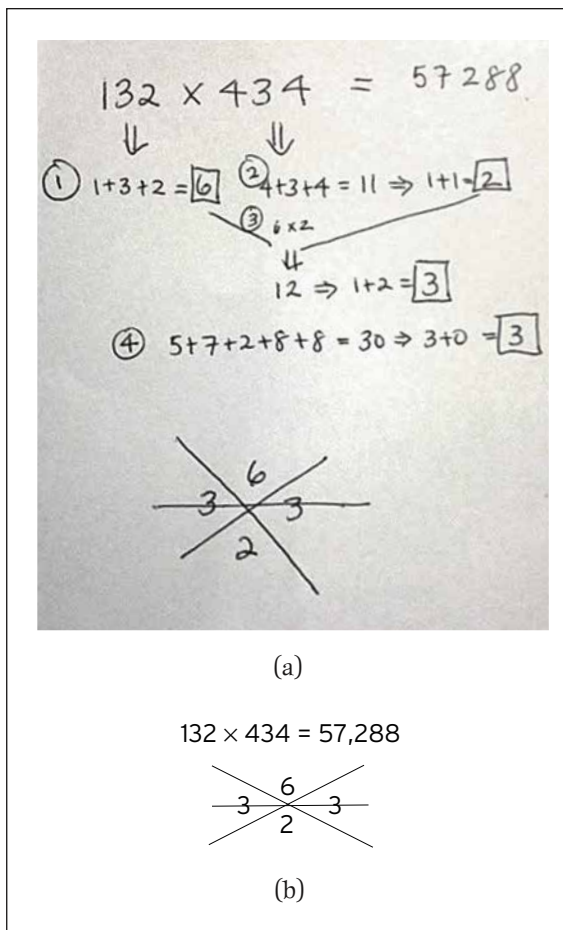 132 × 434 = 57288
⇓ ⇓
① 1+3+2 = 6 ② 4+3+4 = 11 ⇒ 1+1=2
③ 6×2
⇓
12 ⇒ 1+2 = 3
④ 5+7+2+8+8 = 30 ⇒ 3+0 = 3
6
3 3
2
(a)
132 × 434 = 57,288
6
3 3
2
(b)